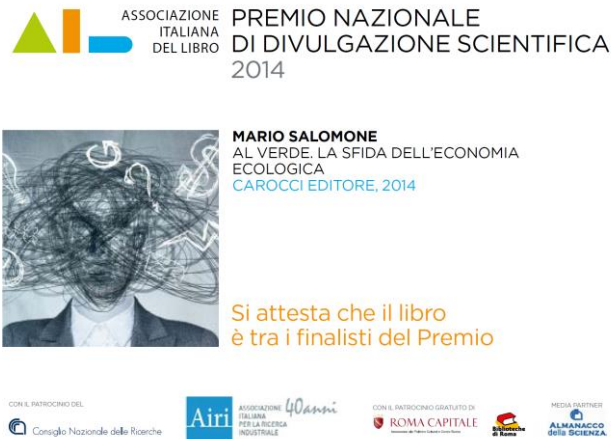 ASSOCIAZIONE
ITALIANA
DEL LIBRO
PREMIO NAZIONALE
DI DIVULGAZIONE SCIENTIFICA
2014
MARIO SALOMONE
AL VERDE. LA SFIDA DELL'ECONOMIA
ECOLOGICA
CAROCCI EDITORE, 2014
Si attesta che il libro
è tra i finalisti del Premio
CON IL PATROCINIO DEL
Consiglio Nazionale delle Ricerche
Airi
ASSOCIAZIONE
ITALIANA
PER LA RICERCA
INDUSTRIALE
40anni
CON IL PATROCINIO GRATUITO DI
ROMA CAPITALE
Biblioteche
di Roma
MEDIA PARTNER
ALMANACCO
della SCIENZA